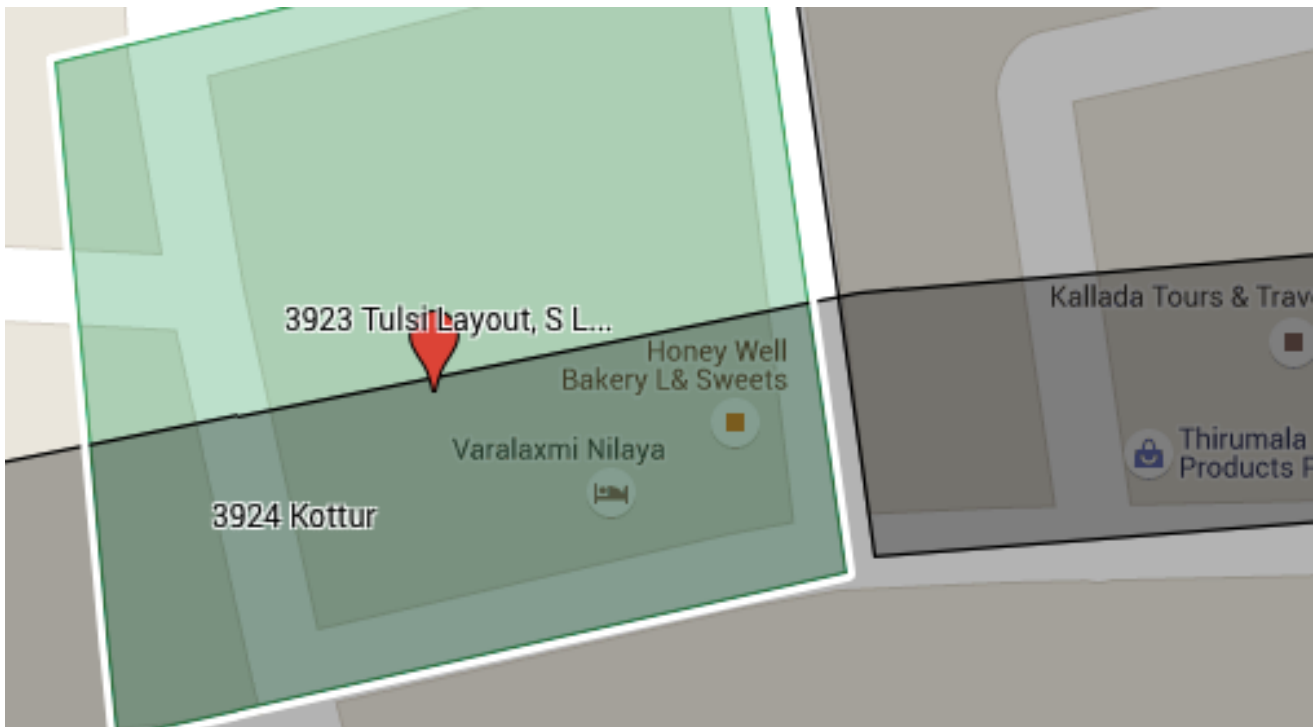 Kallada Tours & Trav
3923 Tulsi Layout, S L...
Honey Well
Bakery L& Sweets
Varalaxmi Nilaya
Thirumala
Products P
3924 Kottur